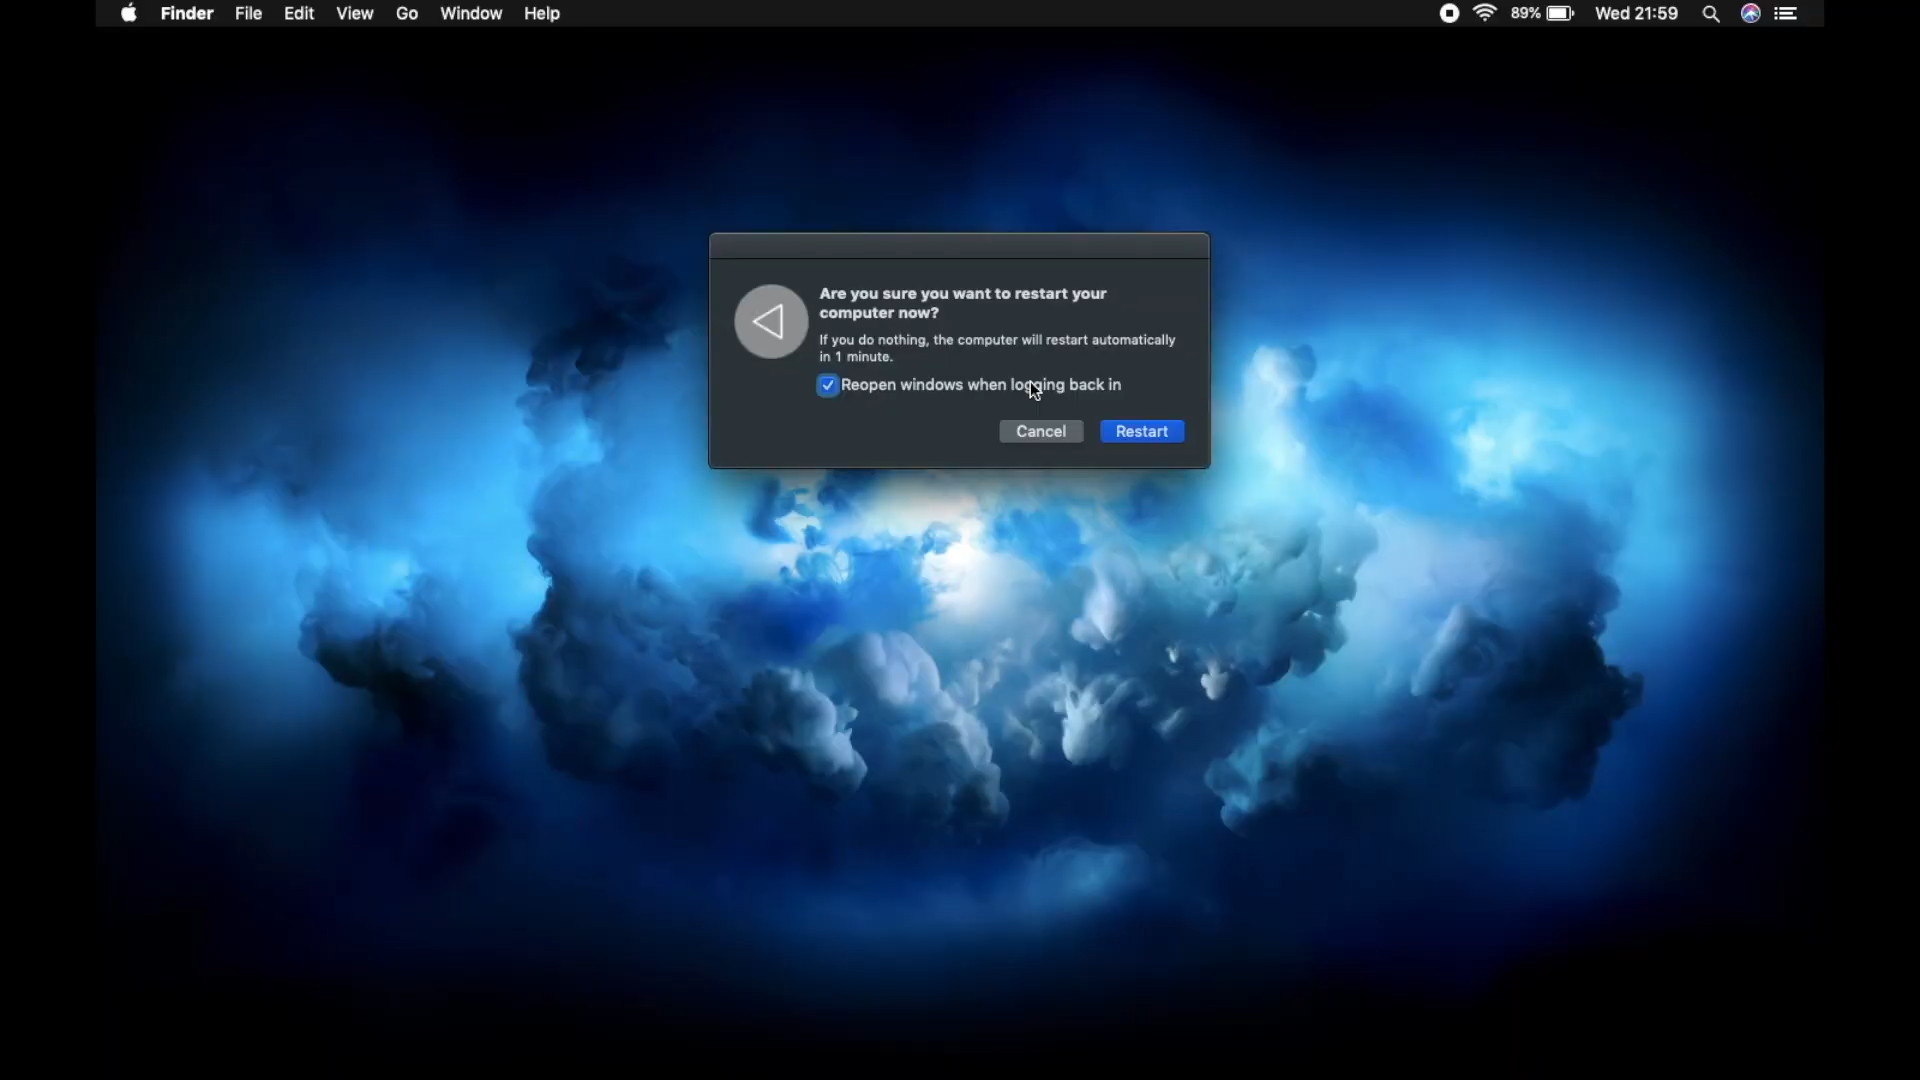 Finder File Edit View Go Window Help 89% Wed 21:59
Are you sure you want to restart your
computer now?
If you do nothing, the computer will restart automatically
in 1 minute.
Reopen windows when logging back in
Cancel Restart